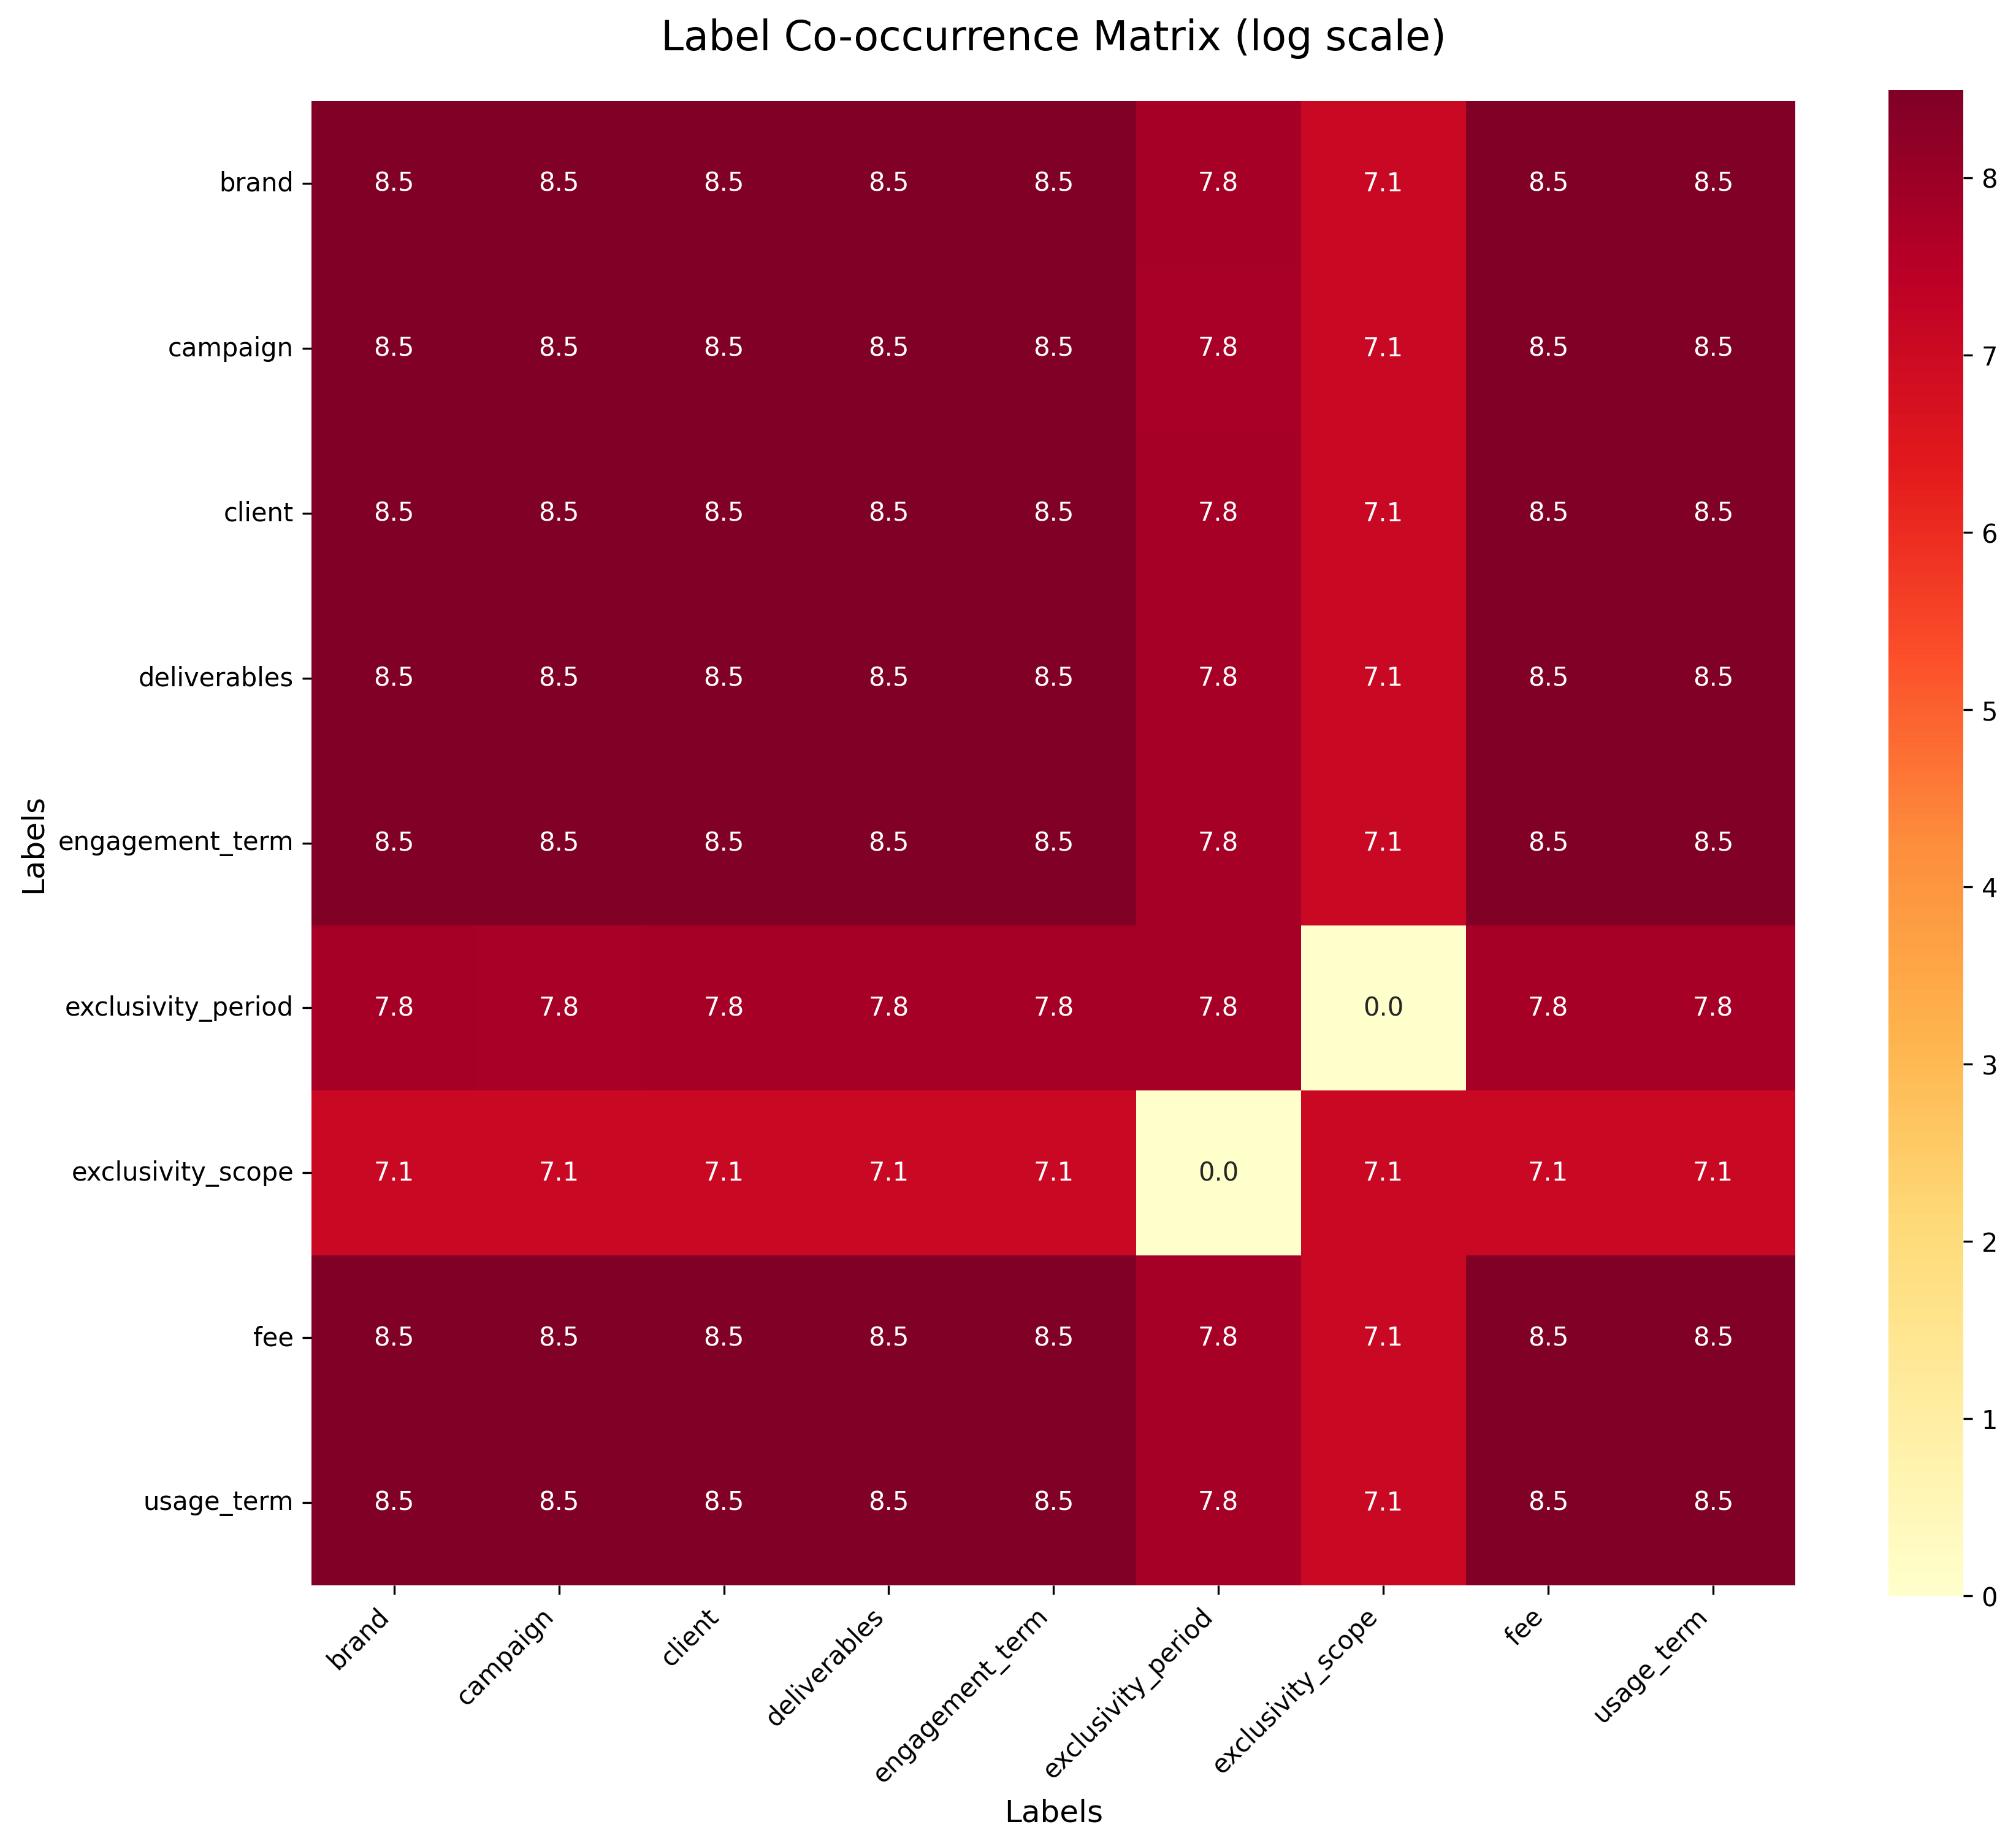 Label Co-occurrence Matrix (log scale)
brand 8.5 8.5 8.5 8.5 8.5 7.8 7.1 8.5 8.5
campaign 8.5 8.5 8.5 8.5 8.5 7.8 7.1 8.5 8.5
client 8.5 8.5 8.5 8.5 8.5 7.8 7.1 8.5 8.5
deliverables 8.5 8.5 8.5 8.5 8.5 7.8 7.1 8.5 8.5
engagement_term 8.5 8.5 8.5 8.5 8.5 7.8 7.1 8.5 8.5
exclusivity_period 7.8 7.8 7.8 7.8 7.8 7.8 0.0 7.8 7.8
exclusivity_scope 7.1 7.1 7.1 7.1 7.1 0.0 7.1 7.1 7.1
fee 8.5 8.5 8.5 8.5 8.5 7.8 7.1 8.5 8.5
usage_term 8.5 8.5 8.5 8.5 8.5 7.8 7.1 8.5 8.5
brand campaign client deliverables engagement_term exclusivity_period exclusivity_scope fee usage_term
Labels
Labels
8
7
6
5
4
3
2
1
0